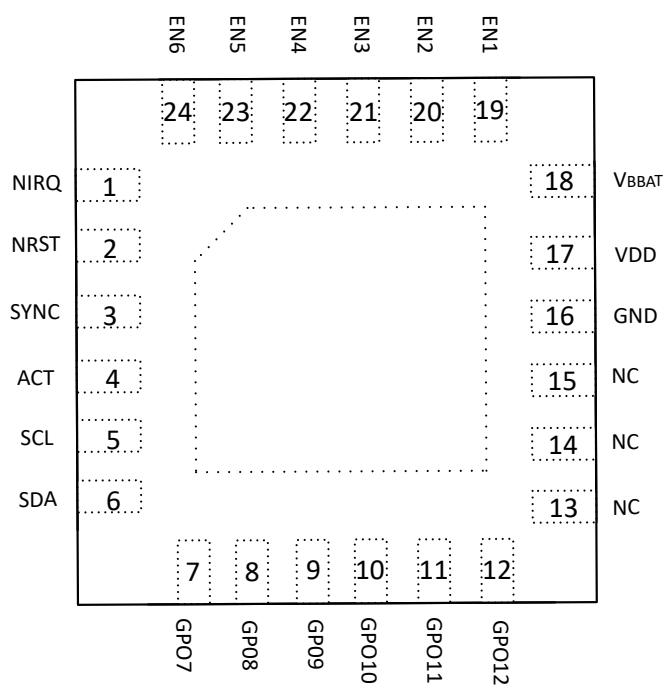 EN6 EN5 EN4 EN3 EN2 EN1
24 23 22 21 20 19
NIRQ 1 18 VBBAT
NRST 2 17 VDD
SYNC 3 16 GND
ACT 4 15 NC
SCL 5 14 NC
SDA 6 13 NC
7 8 9 10 11 12
GPO7 GP08 GP09 GPO10 GPO11 GPO12